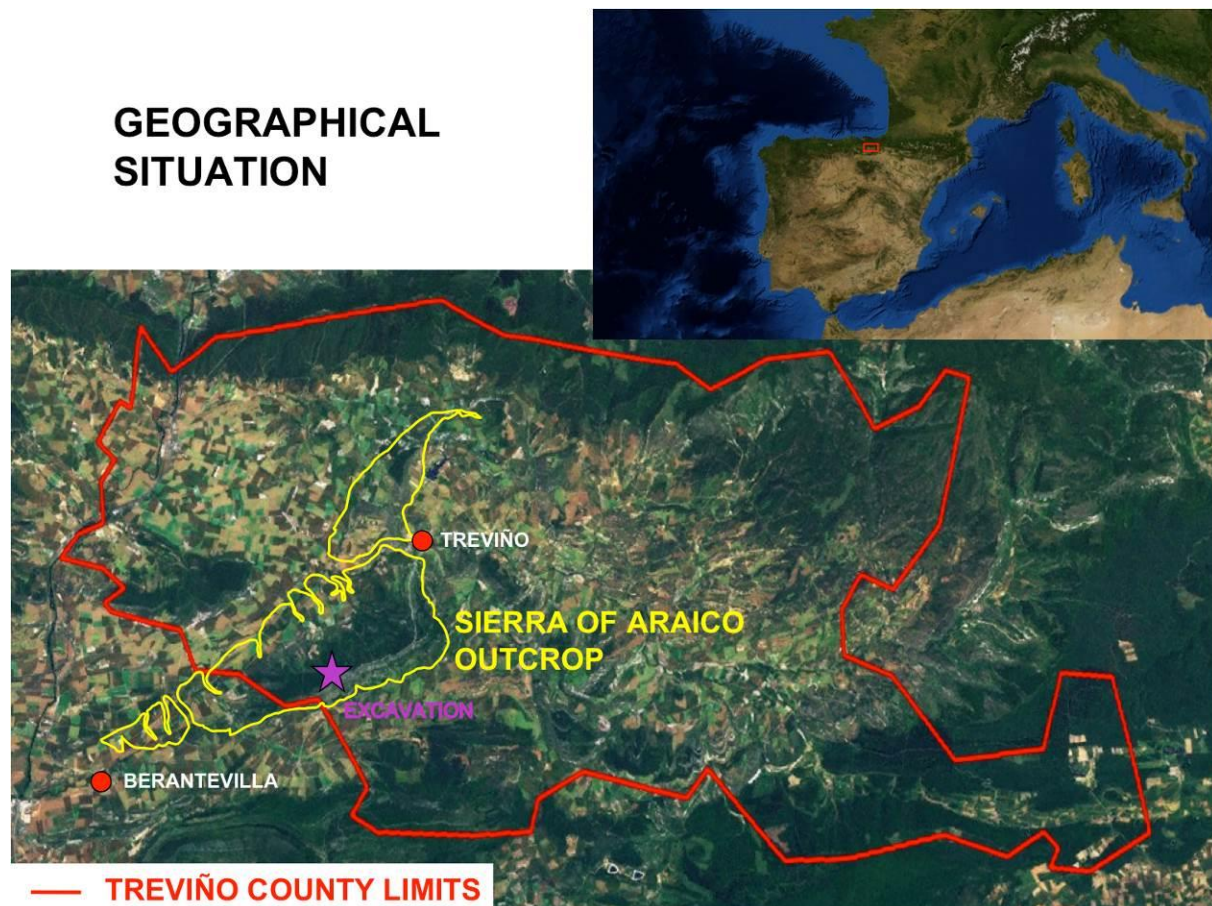 GEOGRAPHICAL
SITUATION
TREVIÑO
SIERRA OF ARAICO
OUTCROP
EXCAVATION
BERANTEVILLA
TREVIÑO COUNTY LIMITS